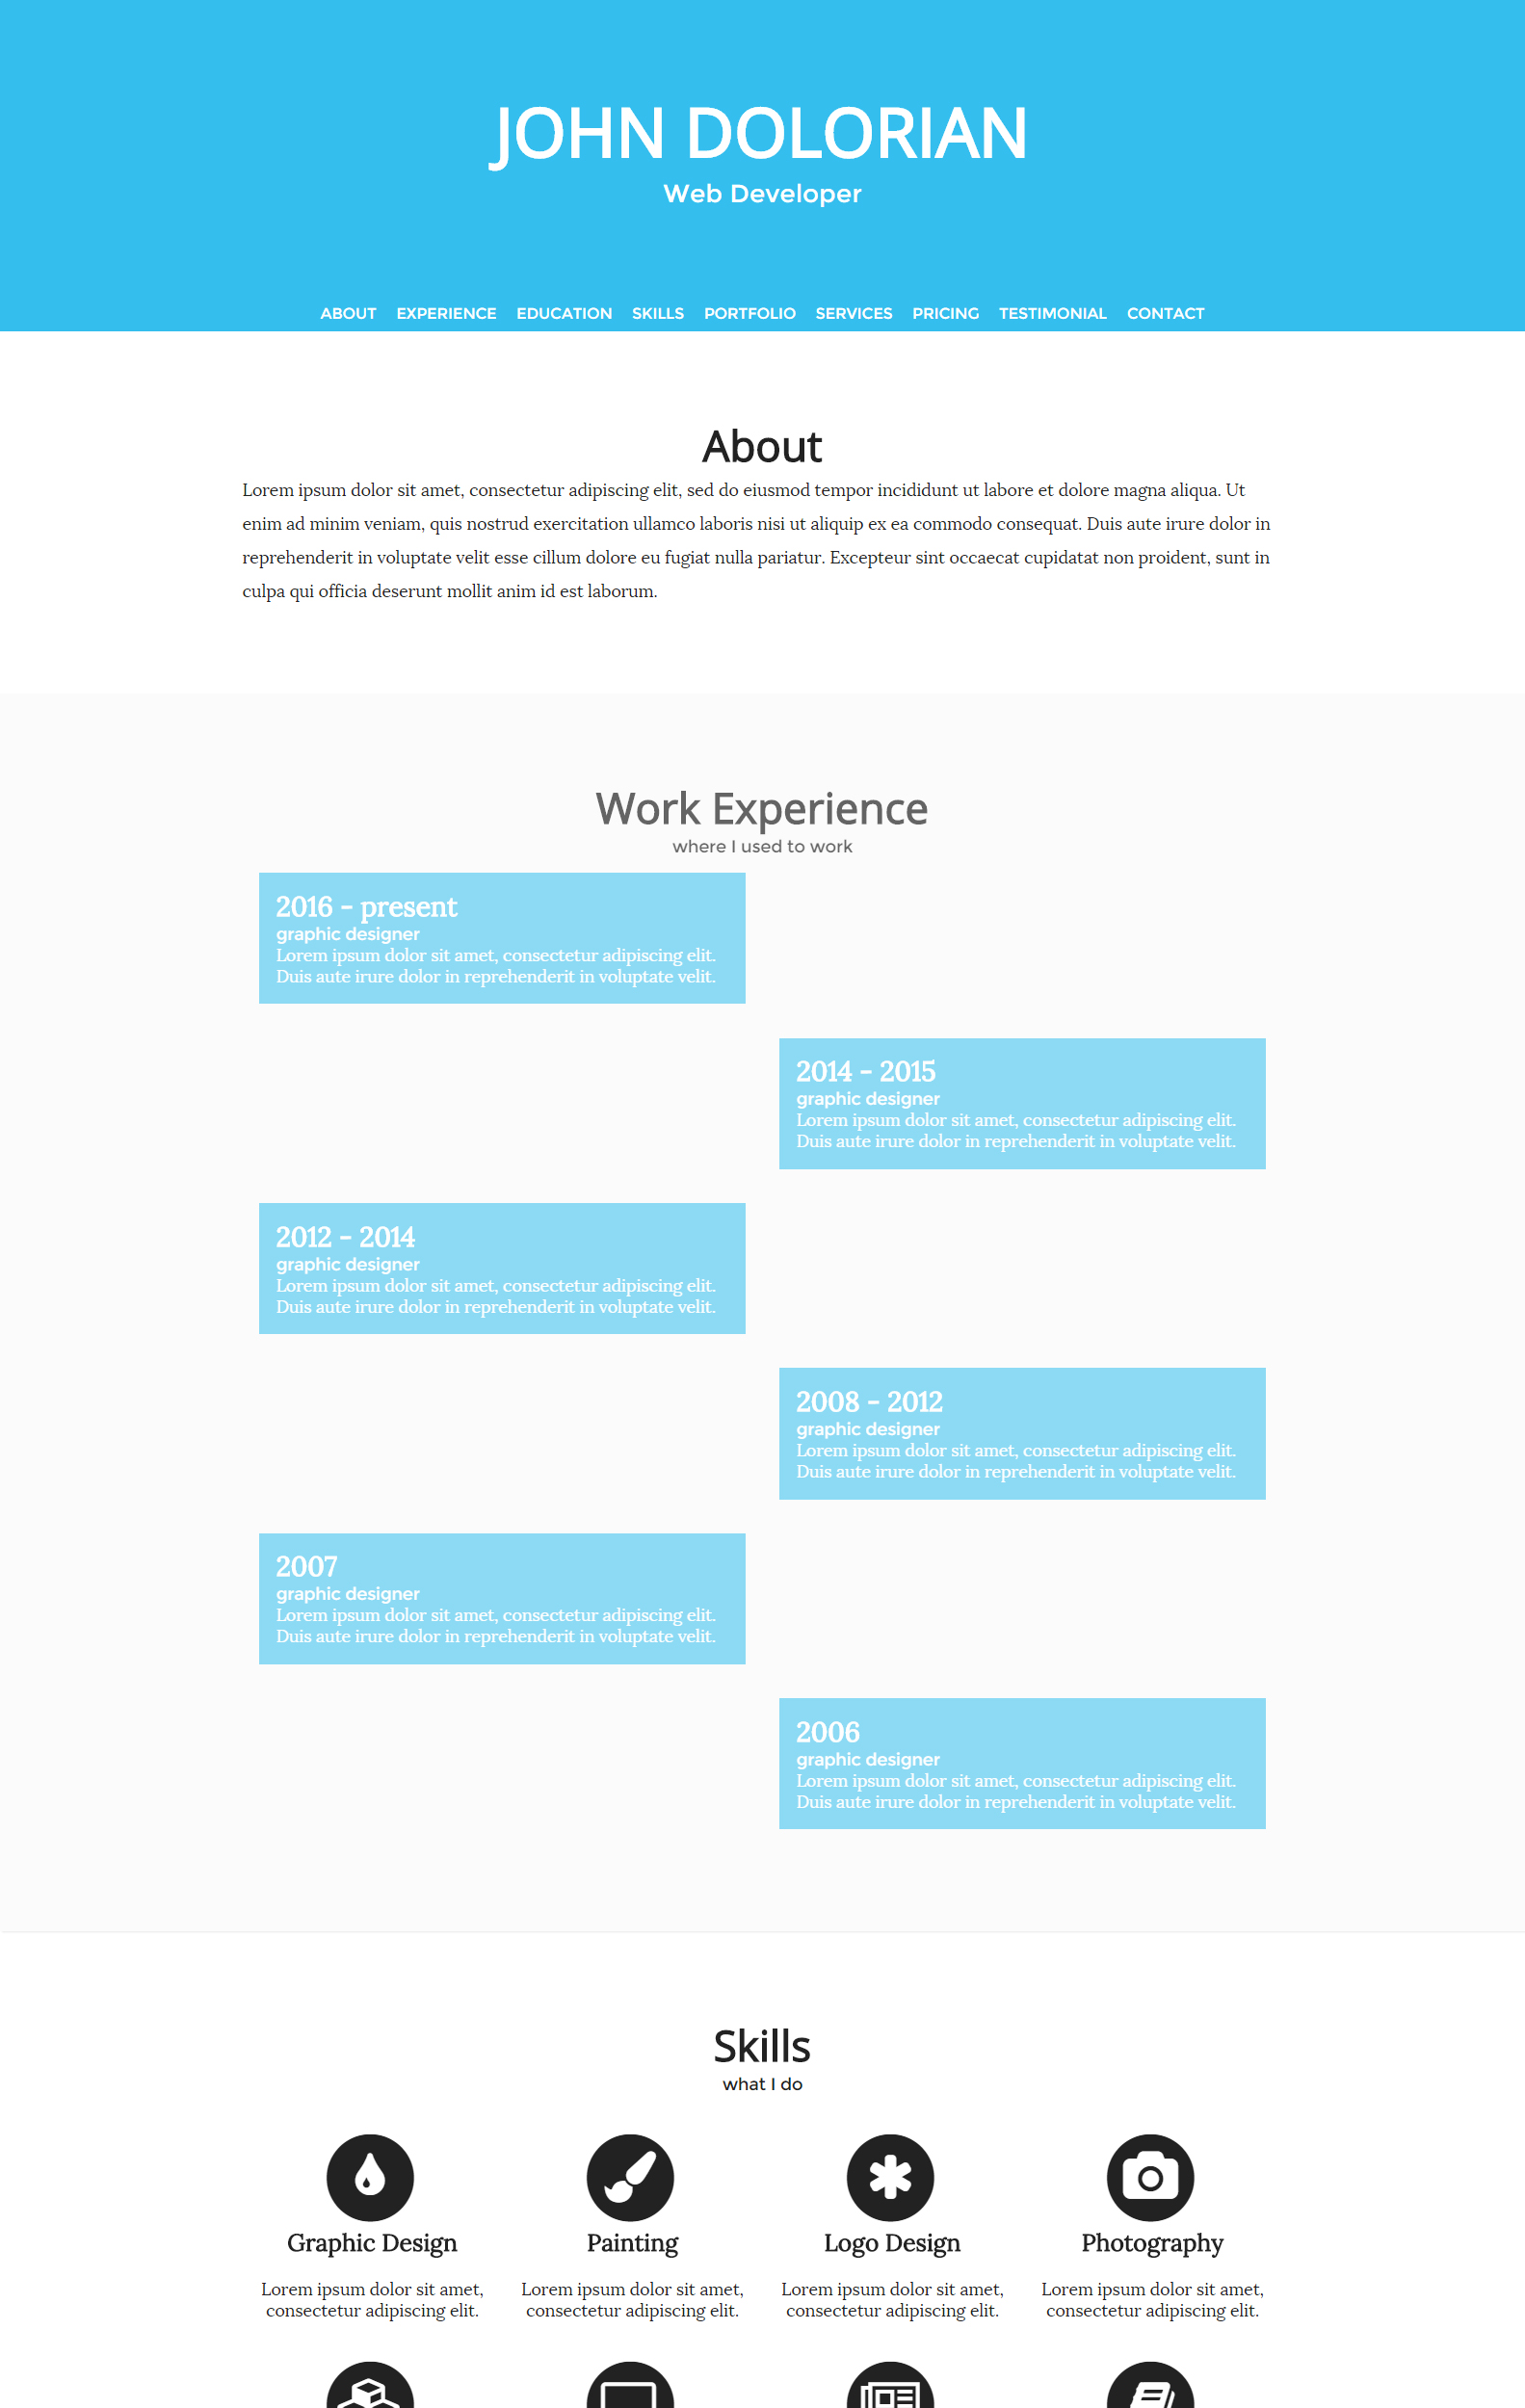 JOHN DOLORIAN
Web Developer
ABOUT EXPERIENCE EDUCATION SKILLS PORTFOLIO SERVICES PRICING TESTIMONIAL CONTACT
About
Lorem ipsum dolor sit amet, consectetur adipiscing elit, sed do eiusmod tempor incididunt ut labore et dolore magna aliqua. Ut
enim ad minim veniam, quis nostrud exercitation ullamco laboris nisi ut aliquip ex ea commodo consequat. Duis aute irure dolor in
reprehenderit in voluptate velit esse cillum dolore eu fugiat nulla pariatur. Excepteur sint occaecat cupidatat non proident, sunt in
culpa qui officia deserunt mollit anim id est laborum.
Work Experience
where I used to work
2016 - present
graphic designer
Lorem ipsum dolor sit amet, consectetur adipiscing elit.
Duis aute irure dolor in reprehenderit in voluptate velit.
2014 - 2015
graphic designer
Lorem ipsum dolor sit amet, consectetur adipiscing elit.
Duis aute irure dolor in reprehenderit in voluptate velit.
2012 - 2014
graphic designer
Lorem ipsum dolor sit amet, consectetur adipiscing elit.
Duis aute irure dolor in reprehenderit in voluptate velit.
2008 - 2012
graphic designer
Lorem ipsum dolor sit amet, consectetur adipiscing elit.
Duis aute irure dolor in reprehenderit in voluptate velit.
2007
graphic designer
Lorem ipsum dolor sit amet, consectetur adipiscing elit.
Duis aute irure dolor in reprehenderit in voluptate velit.
2006
graphic designer
Lorem ipsum dolor sit amet, consectetur adipiscing elit.
Duis aute irure dolor in reprehenderit in voluptate velit.
Skills
what I do
Graphic Design
Lorem ipsum dolor sit amet,
consectetur adipiscing elit.
Painting
Lorem ipsum dolor sit amet,
consectetur adipiscing elit.
Logo Design
Lorem ipsum dolor sit amet,
consectetur adipiscing elit.
Photography
Lorem ipsum dolor sit amet,
consectetur adipiscing elit.